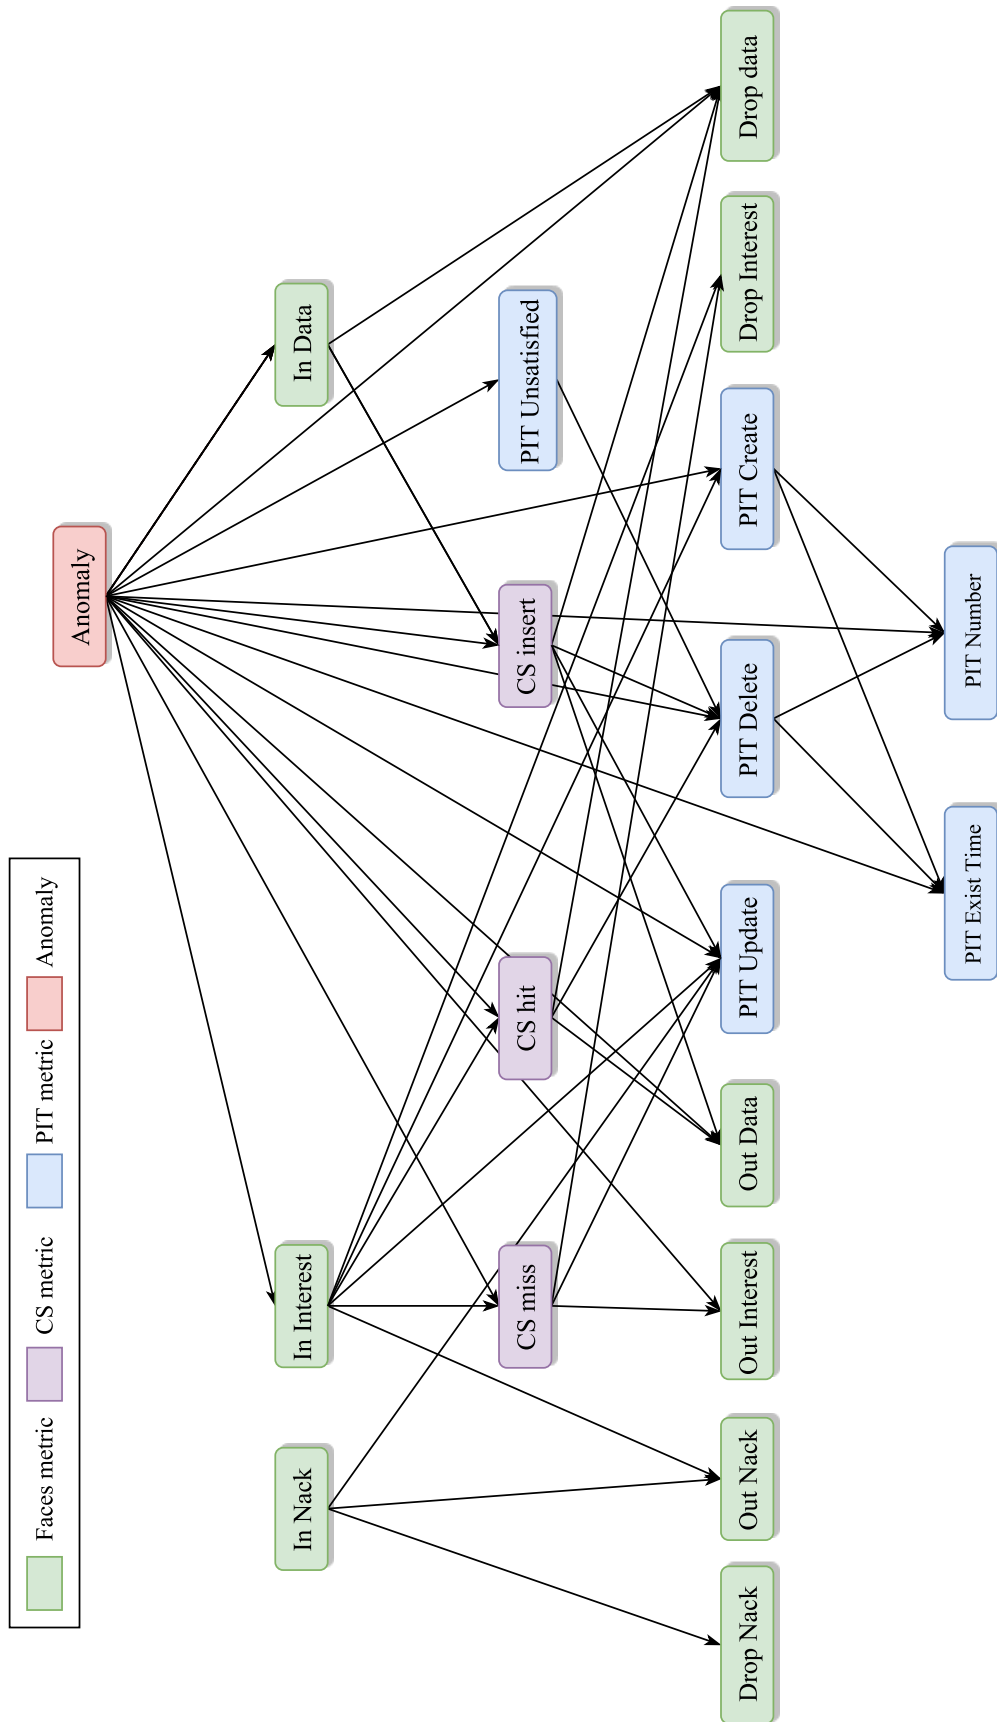 Faces metric
CS metric
PIT metric
Anomaly
Anomaly
In Nack
In Interest
In Data
CS miss
CS hit
CS insert
PIT Unsatisfied
Drop Nack
Out Nack
Out Interest
Out Data
PIT Update
PIT Delete
PIT Create
Drop Interest
Drop data
PIT Exist Time
PIT Number